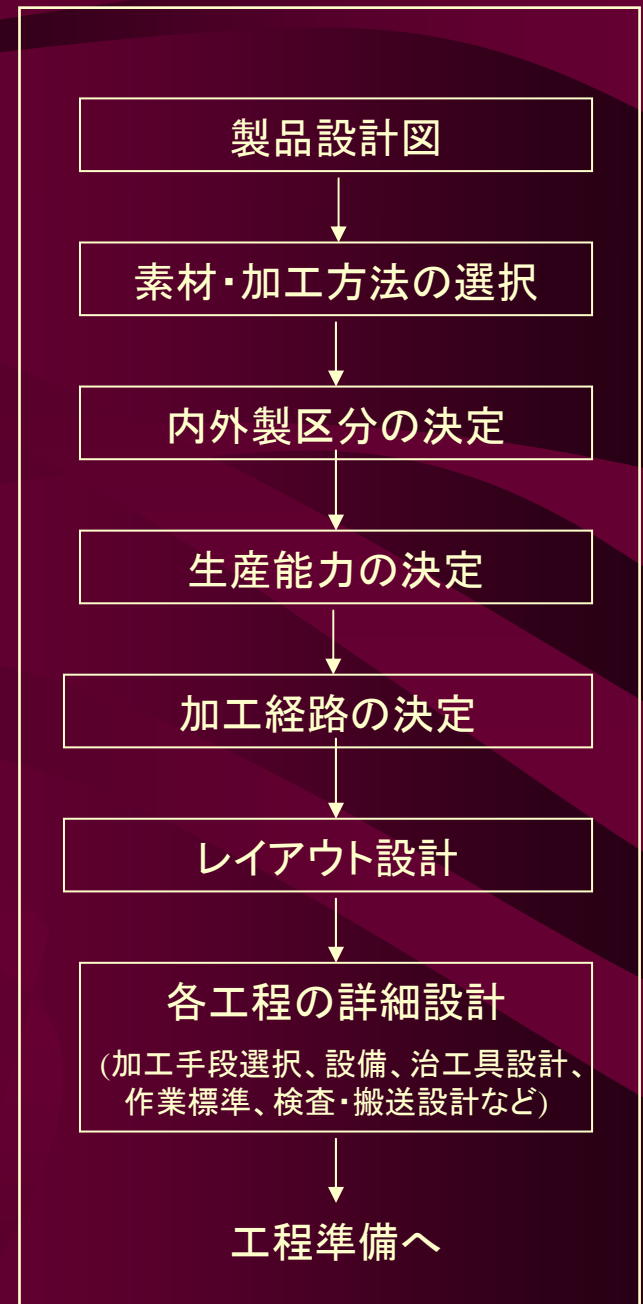 製品設計図
素材・加工方法の選択
内外製区分の決定
生産能力の決定
加工経路の決定
レイアウト設計
各工程の詳細設計
(加工手段選択、設備、治工具設計、
作業標準、検査・搬送設計など)
工程準備へ